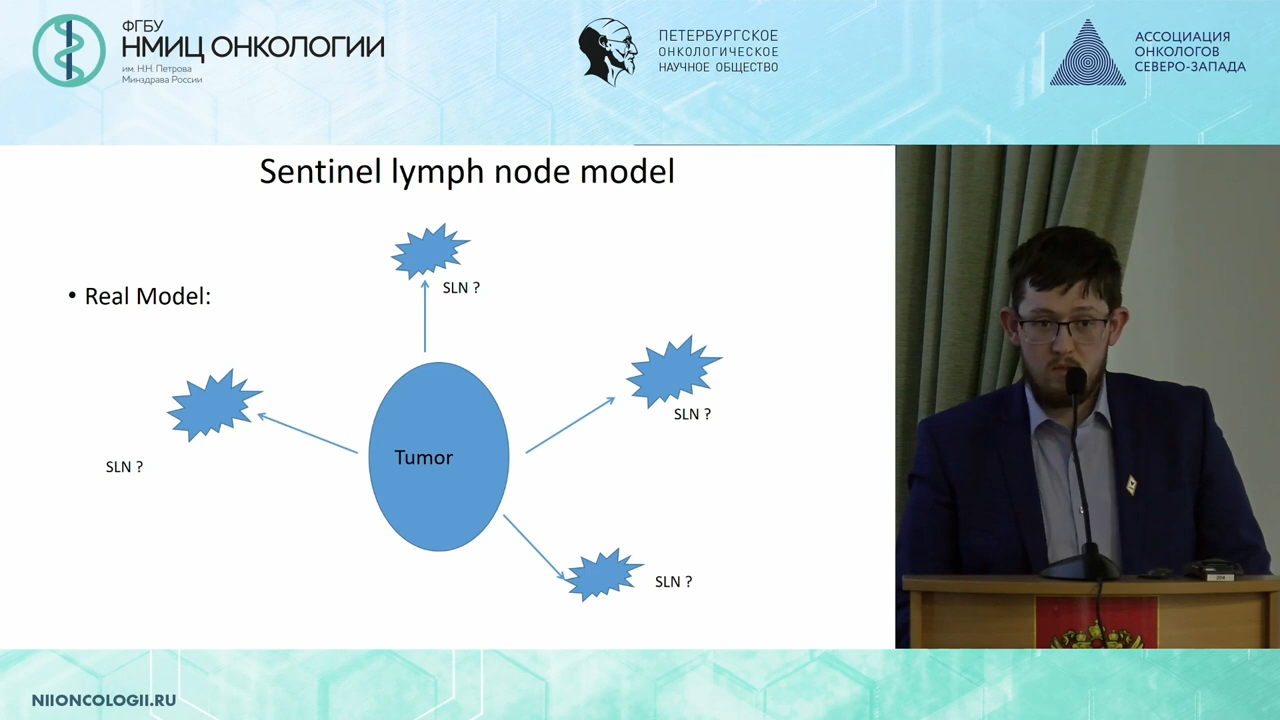 ФГБУ
НМИЦ ОНКОЛОГИИ
им. Н.Н. Петрова
Минздрава России
ПЕТЕРБУРГСКОЕ
ОНКОЛОГИЧЕСКОЕ
НАУЧНОЕ ОБЩЕСТВО
АССОЦИАЦИЯ
ОНКОЛОГОВ
СЕВЕРО-ЗАПАДА
Sentinel lymph node model
• Real Model:
SLN ?
SLN ?
SLN ?
Tumor
SLN ?
NIIONCOLOGII.RU